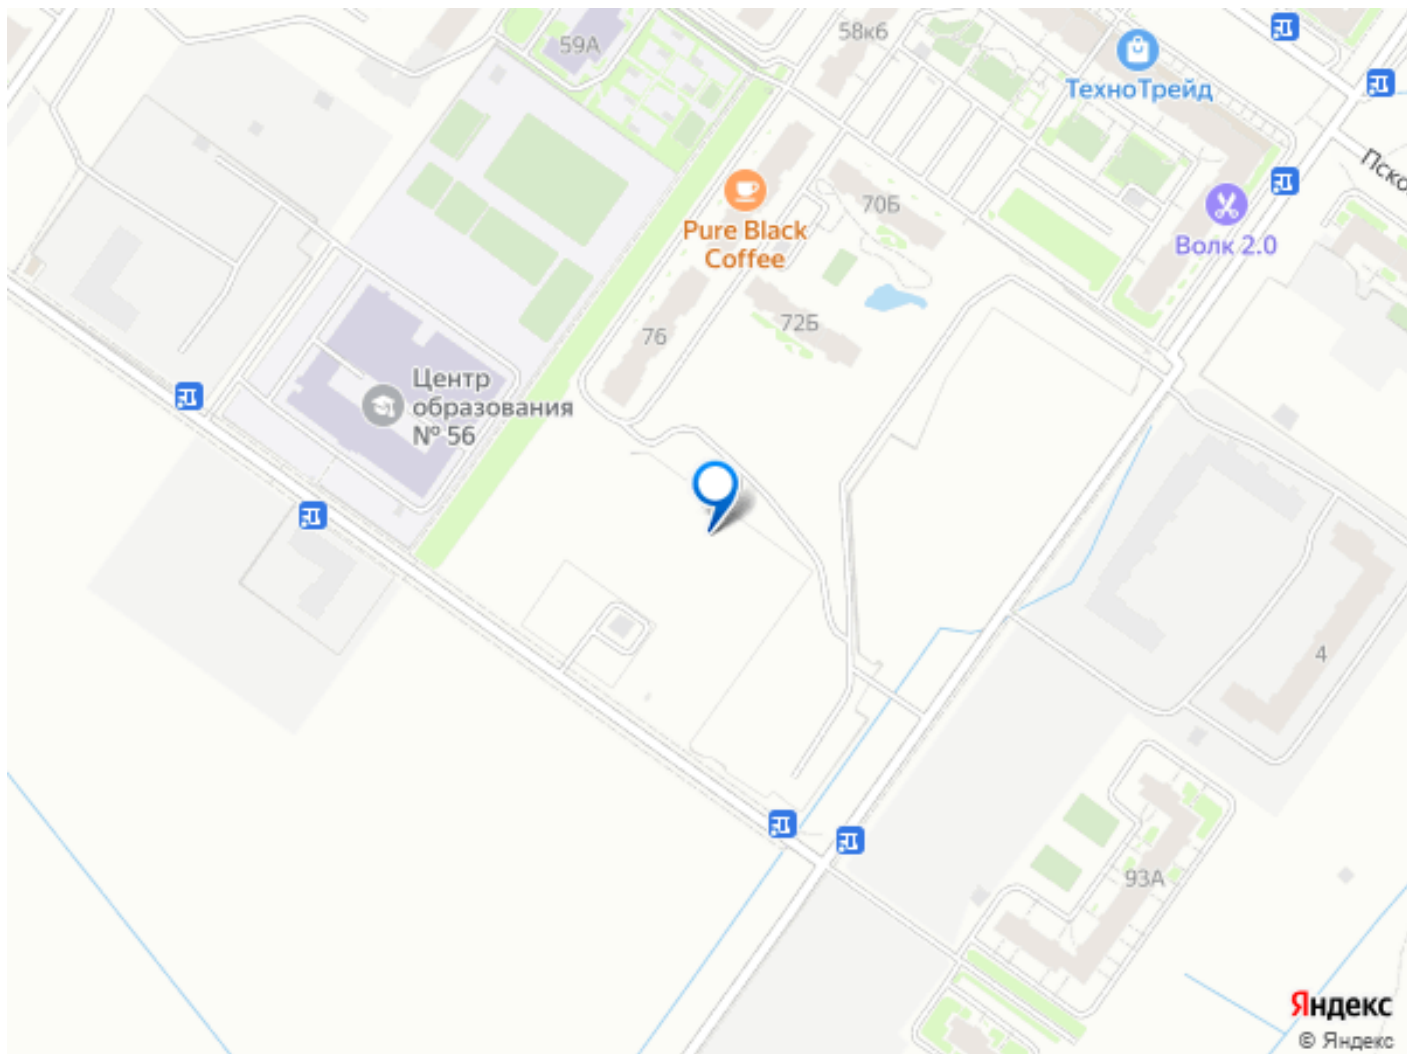 59А
58к6
ТехноТрейд
Пско
70Б
Pure Black
Coffee
Волк 2.0
76
72Б
Центр
образования
№ 56
4
93А
Яндекс
© Яндекс